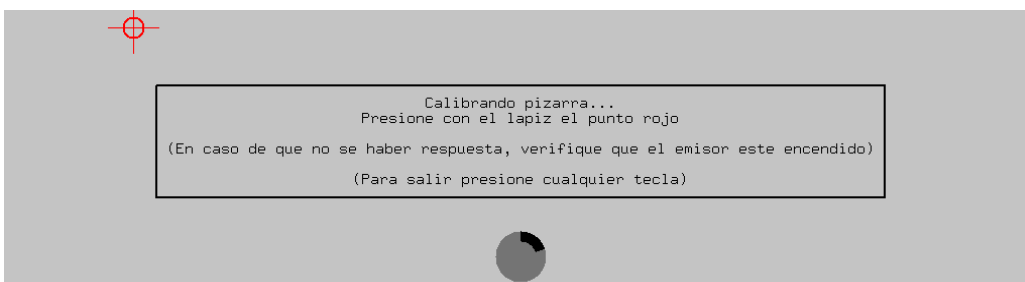 Calibrando pizarra...
Presione con el lapiz el punto rojo
(En caso de que no se haber respuesta, verifique que el emisor este encendido)
(Para salir presione cualquier tecla)